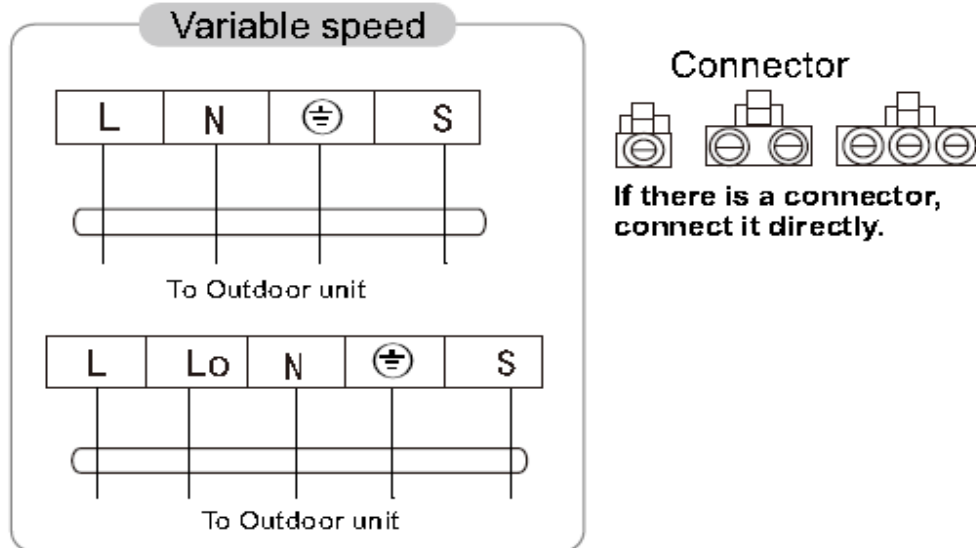 Variable speed
L N S
To Outdoor unit
L Lo N S
To Outdoor unit
Connector
If there is a connector,
connect it directly.